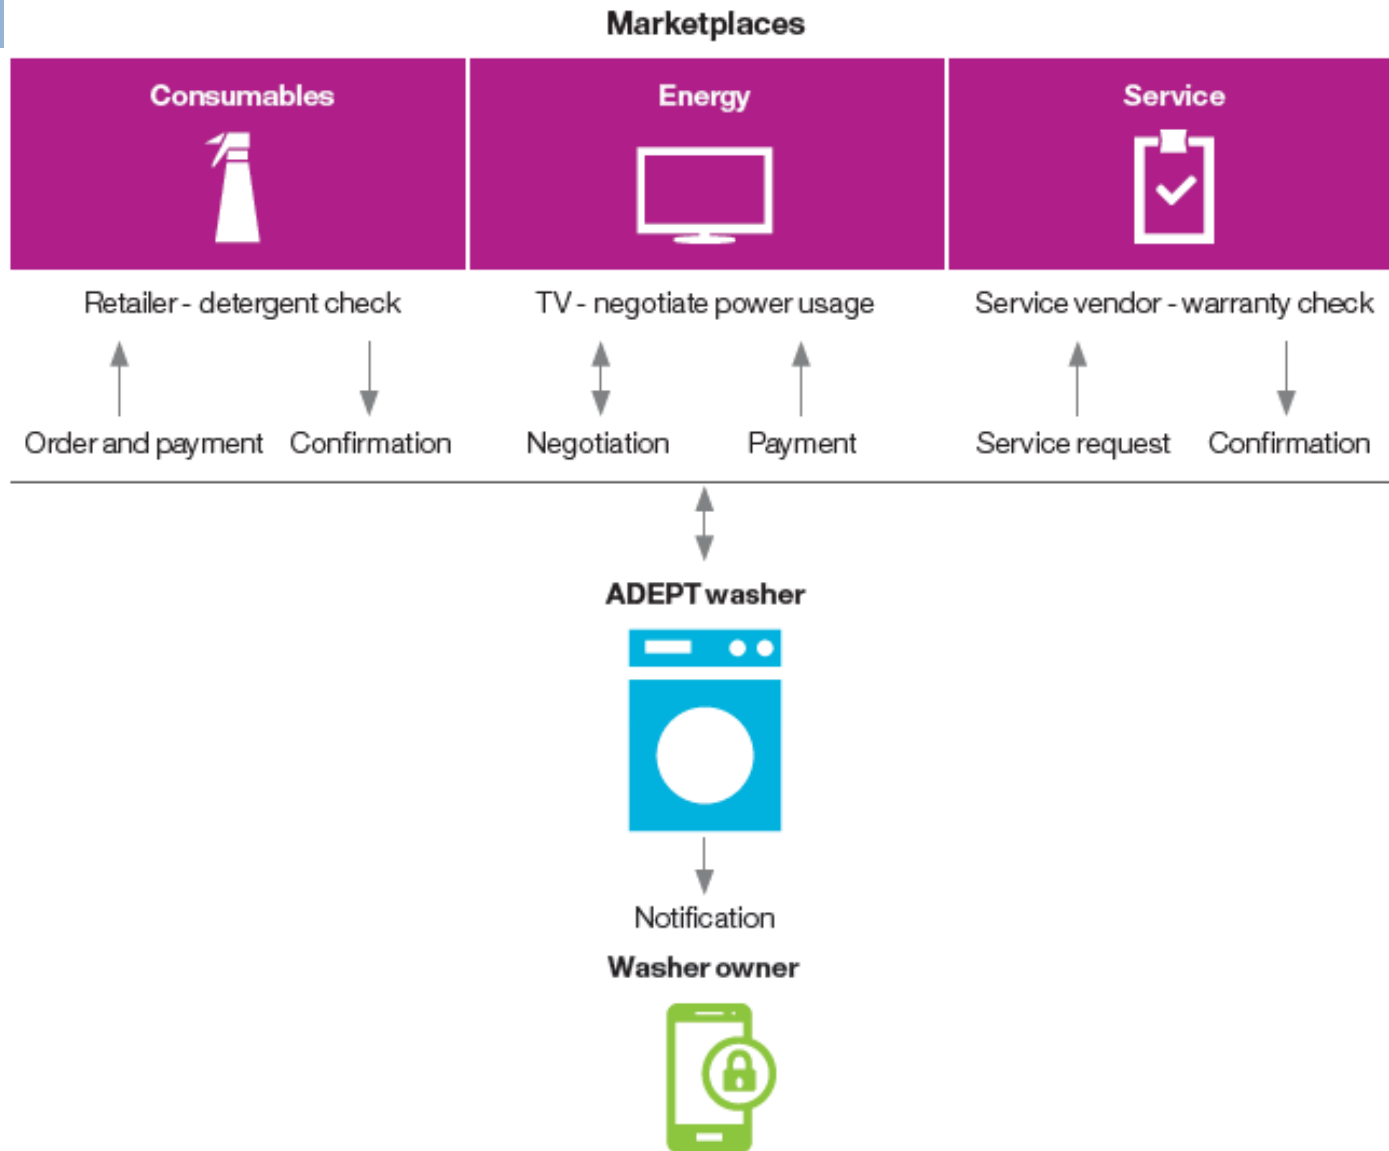 Marketplaces
Consumables
Energy
Service
Retailer - detergent check
TV - negotiate power usage
Service vendor - warranty check
Order and payment
Confirmation
Negotiation
Payment
Service request
Confirmation
ADEPT washer
Notification
Washer owner